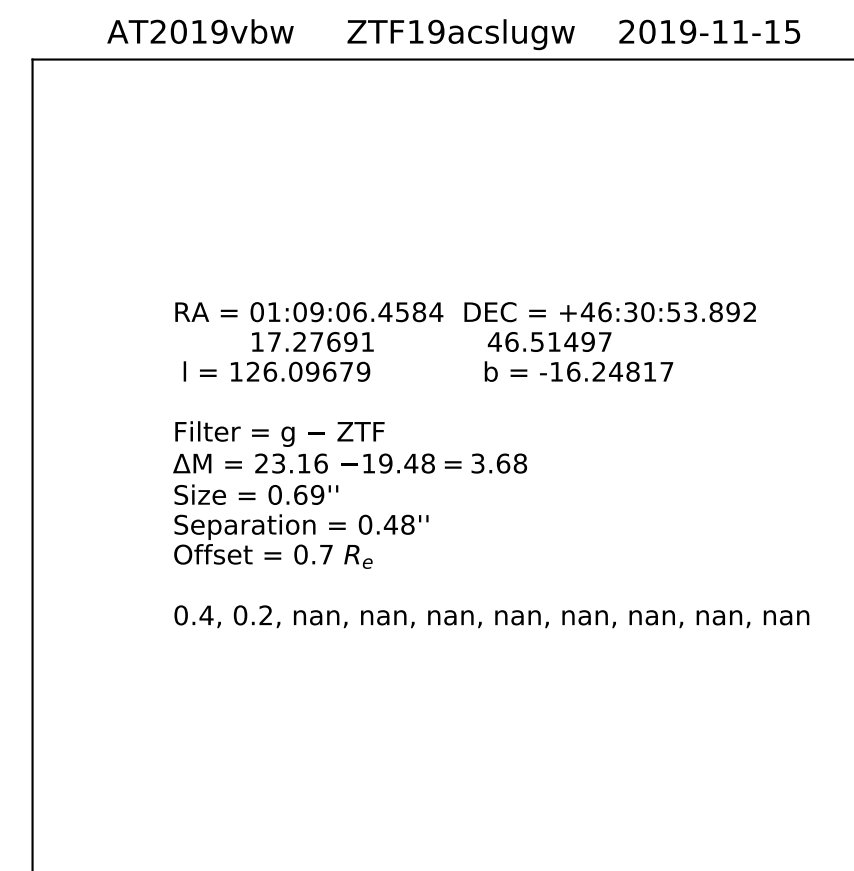 AT2019vbw ZTF19acslugw 2019-11-15
RA = 01:09:06.4584 DEC = +46:30:53.892
17.27691 46.51497
l = 126.09679 b = -16.24817
Filter = g − ZTF
ΔM = 23.16 −19.48 = 3.68
Size = 0.69''
Separation = 0.48''
Offset = 0.7 Re
0.4, 0.2, nan, nan, nan, nan, nan, nan, nan, nan